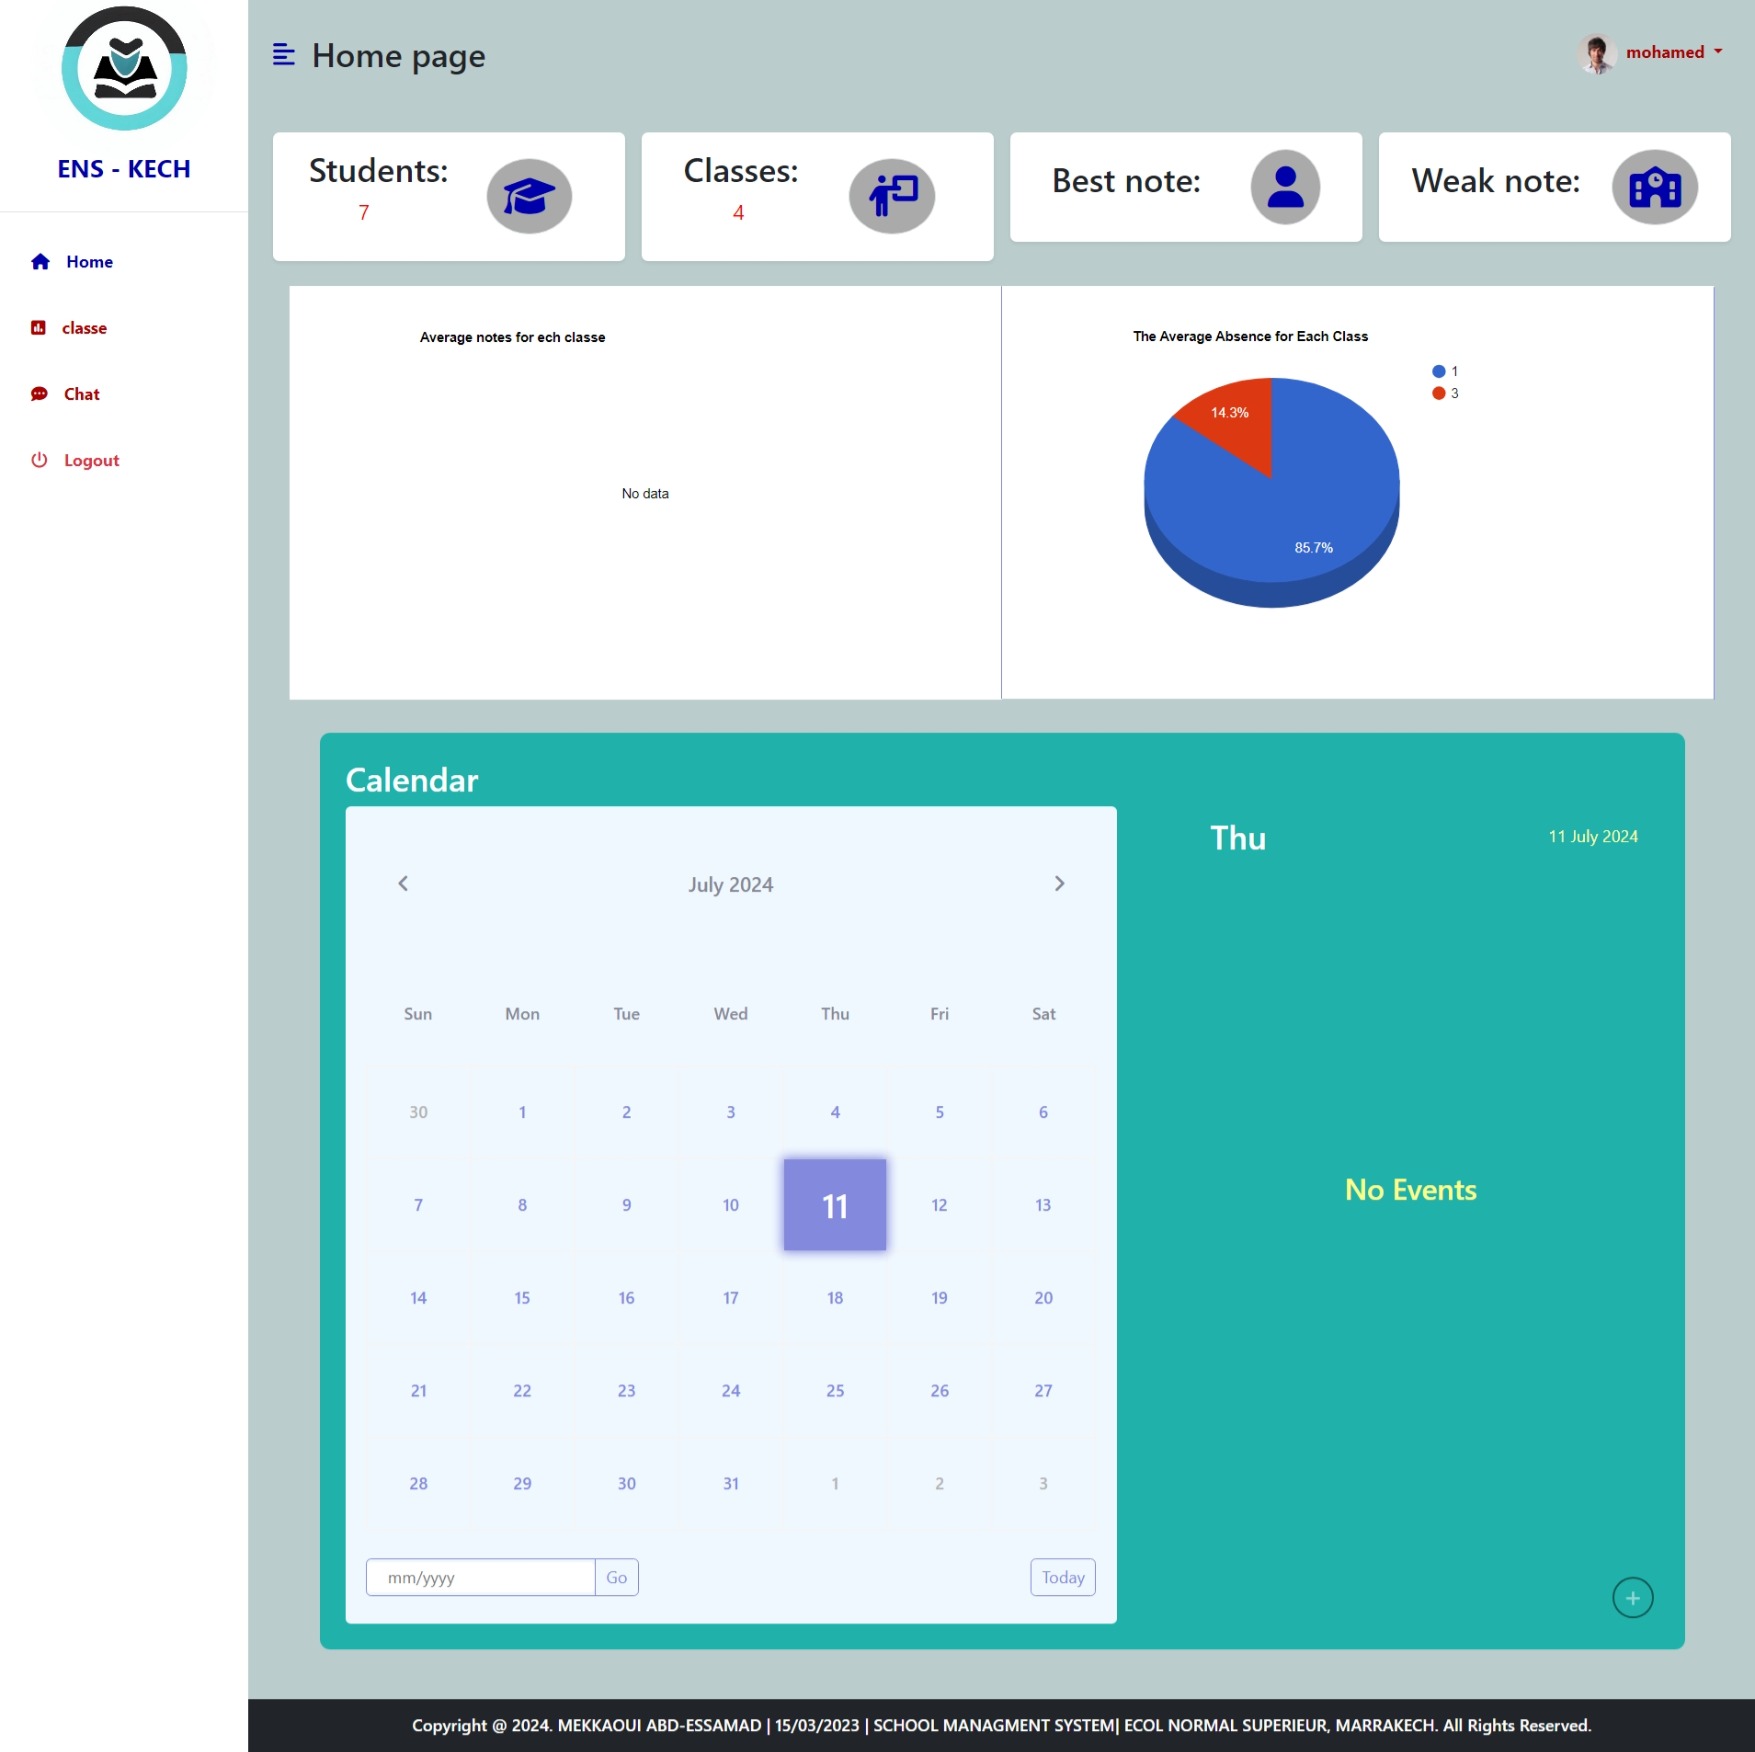 ENS - KECH
Home
classe
Chat
Logout
Home page
mohamed
Students:
7
Classes:
4
Best note:
Weak note:
Average notes for ech classe
No data
The Average Absence for Each Class
1
3
14.3%
85.7%
Calendar
July 2024
Sun Mon Tue Wed Thu Fri Sat
30 1 2 3 4 5 6
7 8 9 10 11 12 13
14 15 16 17 18 19 20
21 22 23 24 25 26 27
28 29 30 31 1 2 3
mm/yyyy Go Today
Thu 11 July 2024
No Events
+
Copyright @ 2024. MEKKAOUI ABD-ESSAMAD | 15/03/2023 | SCHOOL MANAGMENT SYSTEM| ECOL NORMAL SUPERIEUR, MARRAKECH. All Rights Reserved.